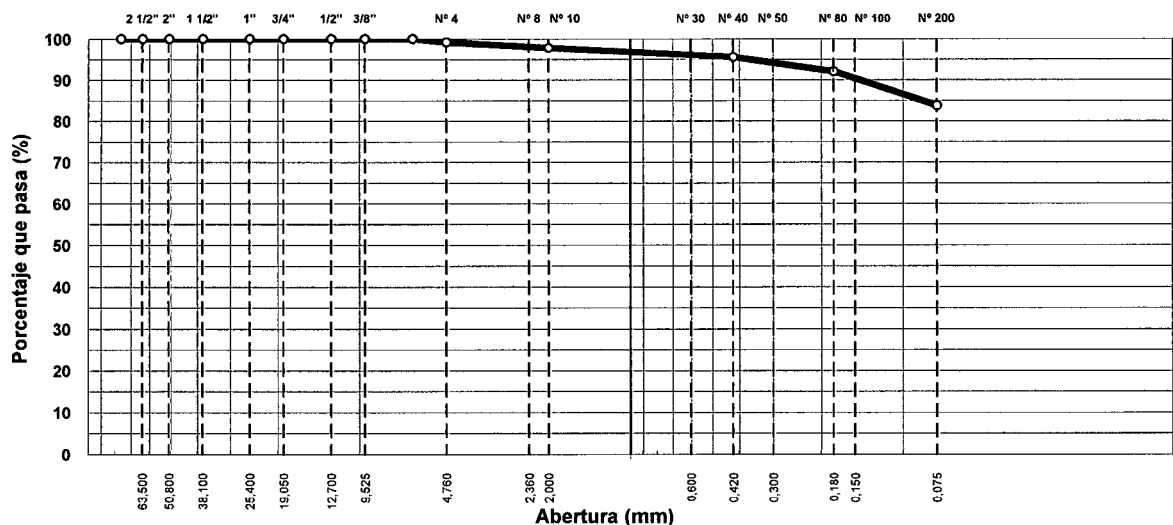 2 1/2" 2" 1 1/2" 1" 3/4" 1/2" 3/8" Nº 4 Nº 8 Nº 10 Nº 30 Nº 40 Nº 50 Nº 80 Nº 100 Nº 200
Porcentaje que pasa (%)
100
90
80
70
60
50
40
30
20
10
0
63,500 50,800 38,100 25,400 19,050 12,700 9,525 4,760 2,360 2,000 0,600 0,420 0,300 0,180 0,150 0,075
Abertura (mm)